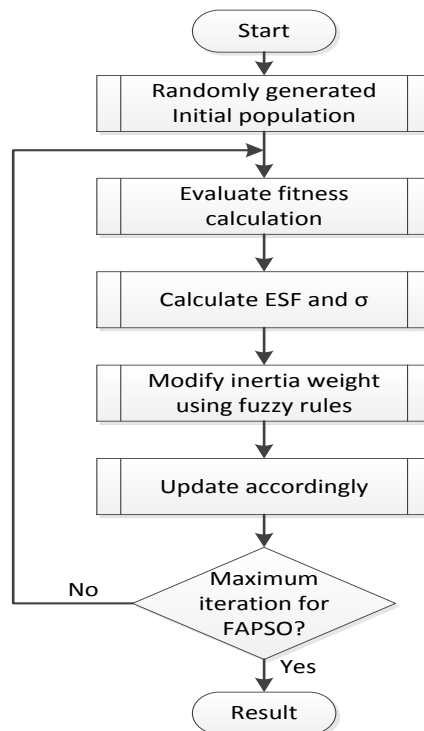 Start
Randomly generated
Initial population
Evaluate fitness
calculation
Calculate ESF and σ
Modify inertia weight
using fuzzy rules
Update accordingly
Maximum
iteration for
FAPSO?
No
Yes
Result